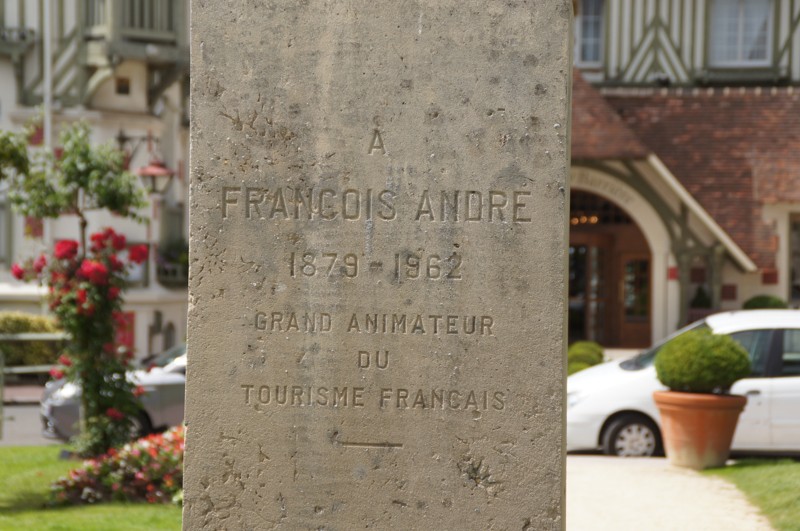 A
FRANCOIS ANDRE
1879 - 1962
GRAND ANIMATEUR
DU
TOURISME FRANCAIS